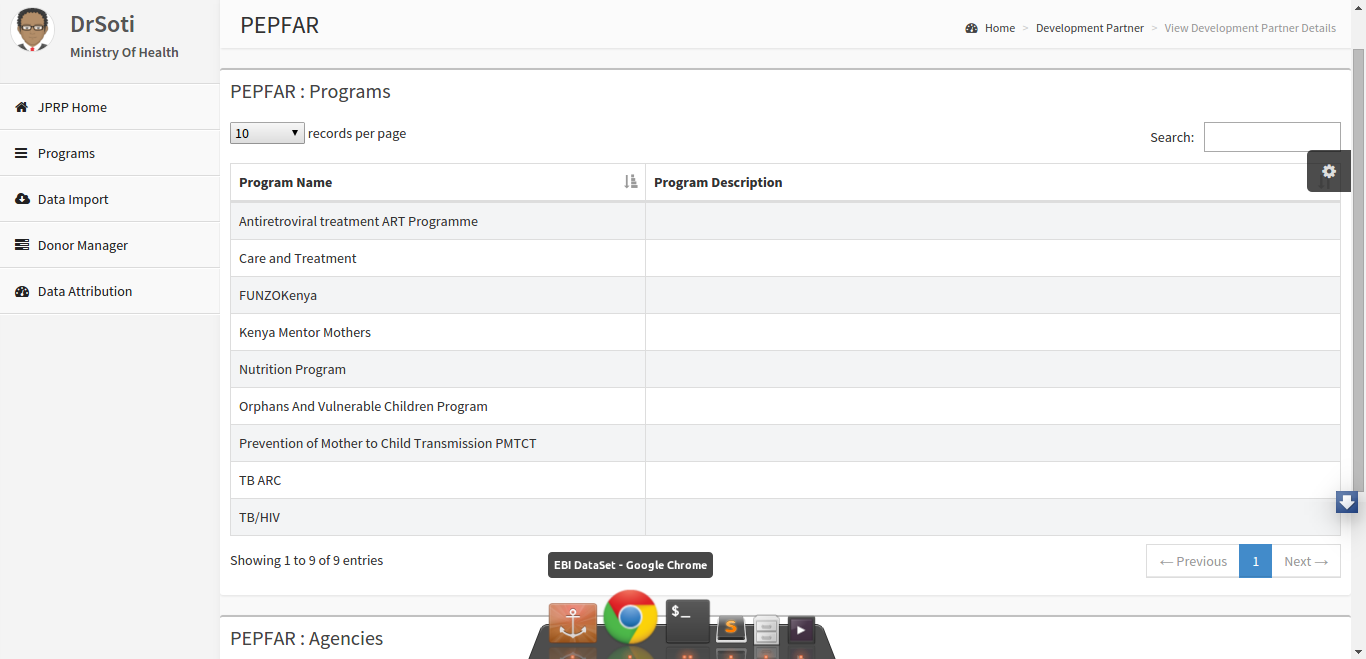 DrSoti
Ministry Of Health
JPRP Home
Programs
Data Import
Donor Manager
Data Attribution
PEPFAR
Home > Development Partner > View Development Partner Details
PEPFAR : Programs
10 records per page
Search:
Program Name Program Description
Antiretroviral treatment ART Programme
Care and Treatment
FUNZOKenya
Kenya Mentor Mothers
Nutrition Program
Orphans And Vulnerable Children Program
Prevention of Mother to Child Transmission PMTCT
TB ARC
TB/HIV
Showing 1 to 9 of 9 entries
← Previous 1 Next →
EBI DataSet - Google Chrome
$_
S
PEPFAR : Agencies